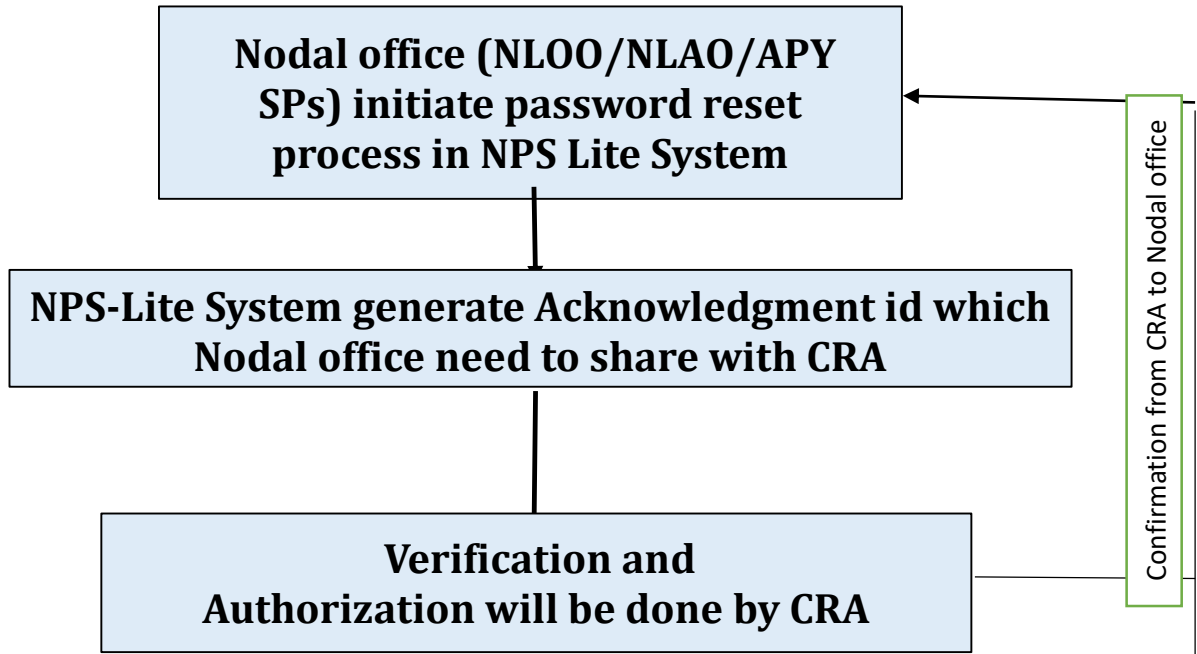 Nodal office (NLOO/NLAO/APY
SPs) initiate password reset
process in NPS Lite System
NPS-Lite System generate Acknowledgment id which
Nodal office need to share with CRA
Verification and
Authorization will be done by CRA
Confirmation from CRA to Nodal office